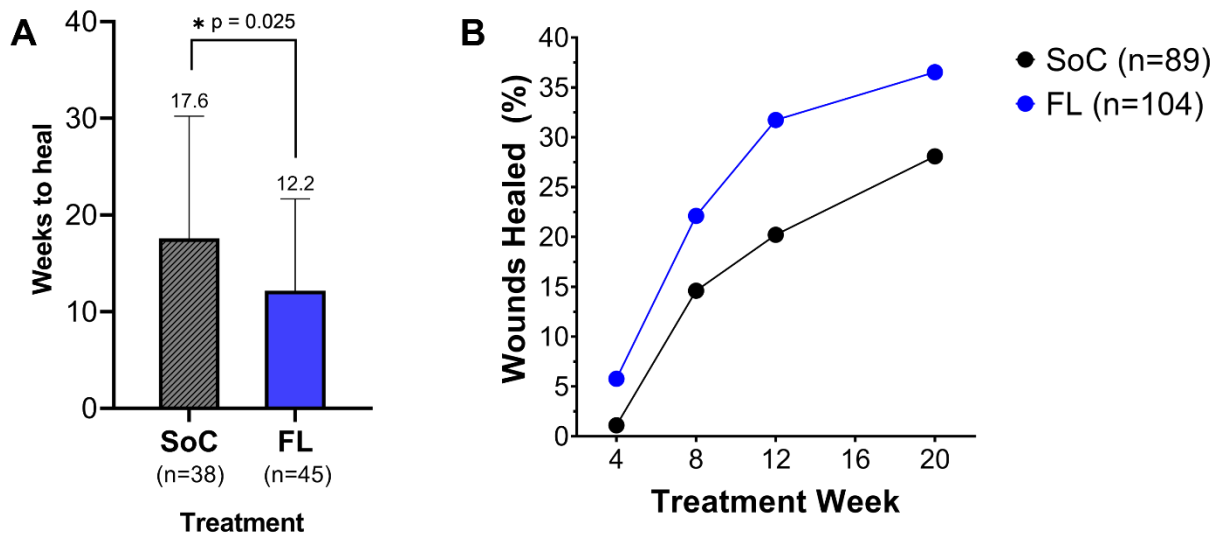 A
* p = 0.025
40
30
20
10
0
Weeks to heal
17.6
12.2
SoC
FL
(n=38)
(n=45)
Treatment
B
40
35
30
25
20
15
10
5
0
Wounds Healed (%)
4
8
12
16
20
Treatment Week
SoC (n=89)
FL (n=104)